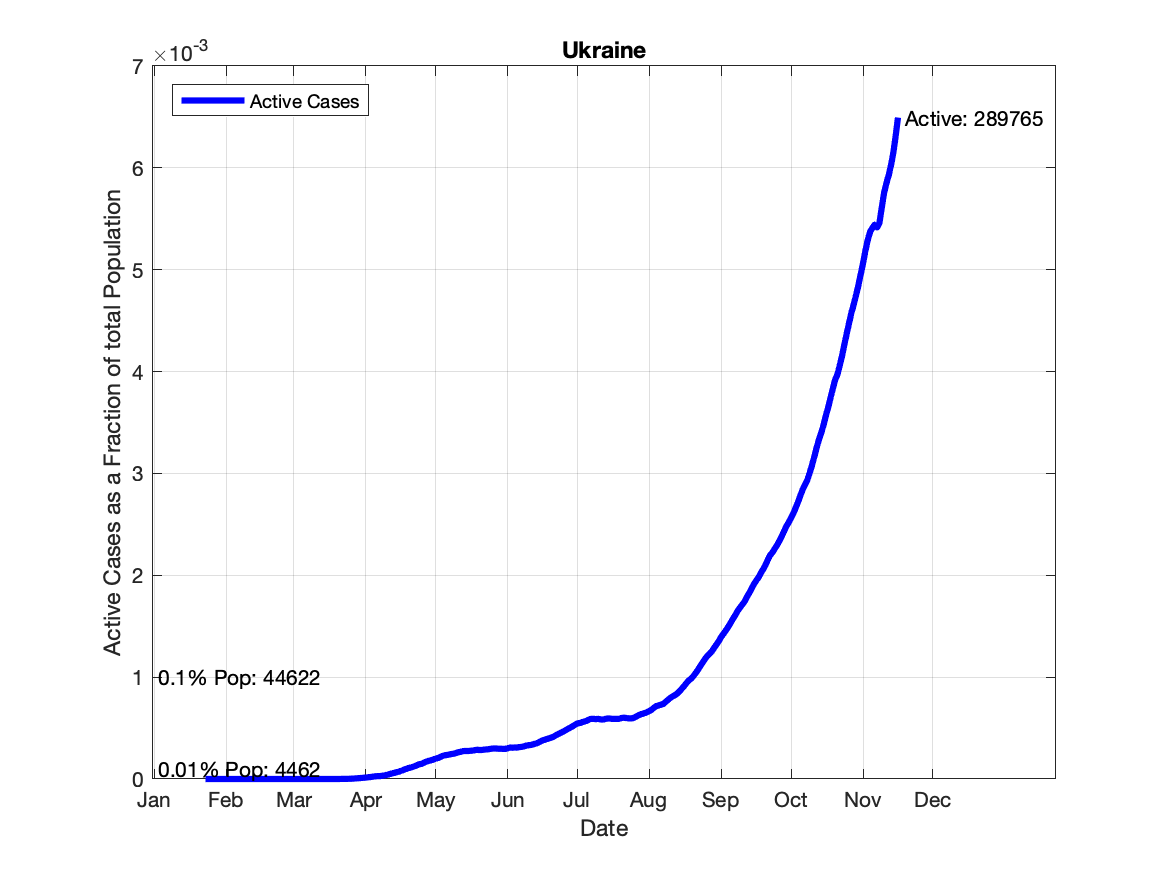 Ukraine
×10-3
7
6
5
4
3
2
1
0
Active Cases
Active: 289765
0.1% Pop: 44622
0.01% Pop: 4462
Active Cases as a Fraction of total Population
Jan Feb Mar Apr May Jun Jul Aug Sep Oct Nov Dec
Date